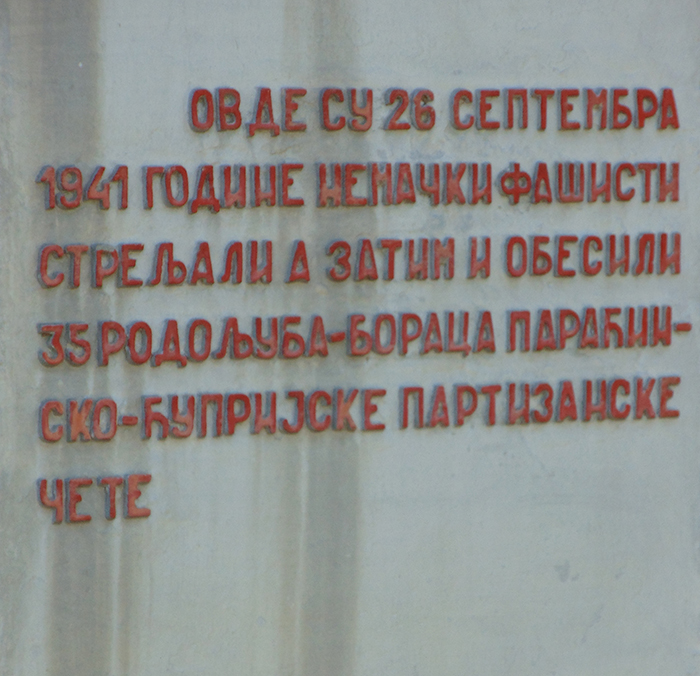 ОВДЕ СУ 26 СЕПТЕМБРА
1941 ГОДИНЕ НЕМАЧКИ ФАШИСТИ
СТРЕЉАЛИ А ЗАТИМ И ОБЕСИЛИ
35 РОДОЉУБА-БОРАЦА ПАРАЋИН-
СКО-ЋУПРИЈСКЕ ПАРТИЗАНСКЕ
ЧЕТЕ